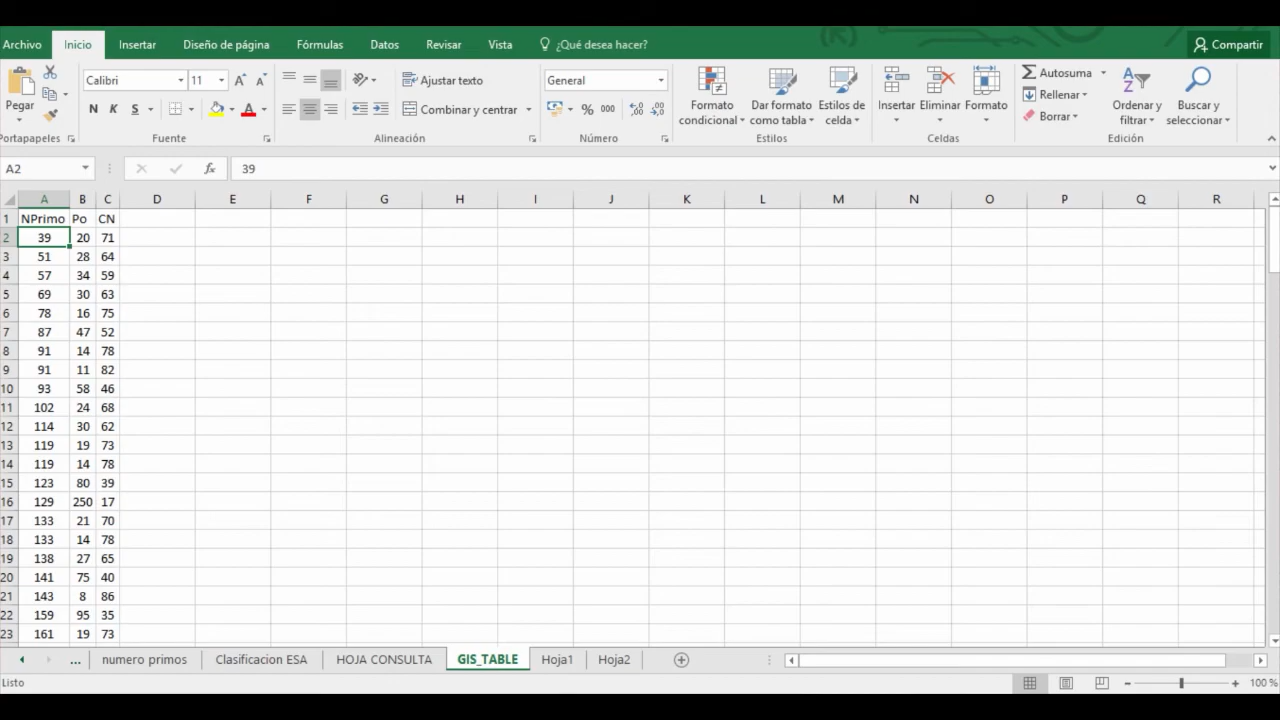 Archivo Inicio Insertar Diseño de página Fórmulas Datos Revisar Vista ¿Qué desea hacer? Compartir
Pegar
Calibri 11
N K S
Ajustar texto
Combinar y centrar
General
% 000
Formato condicional
Dar formato como tabla
Estilos de celda
Insertar Eliminar Formato
Autosuma
Rellenar
Borrar
Ordenar y filtrar
Buscar y seleccionar
Portapapeles Fuente Alineación Número Estilos Celdas Edición
A2 fx 39
A B C D E F G H I J K L M N O P Q R
1 NPrimo Po CN
2 39 20 71
3 51 28 64
4 57 34 59
5 69 30 63
6 78 16 75
7 87 47 52
8 91 14 78
9 91 11 82
10 93 58 46
11 102 24 68
12 114 30 62
13 119 19 73
14 119 14 78
15 123 80 39
16 129 250 17
17 133 21 70
18 133 14 78
19 138 27 65
20 141 75 40
21 143 8 86
22 159 95 35
23 161 19 73
... numero primos Clasificacion ESA HOJA CONSULTA GIS_TABLE Hoja1 Hoja2
Listo 100 %